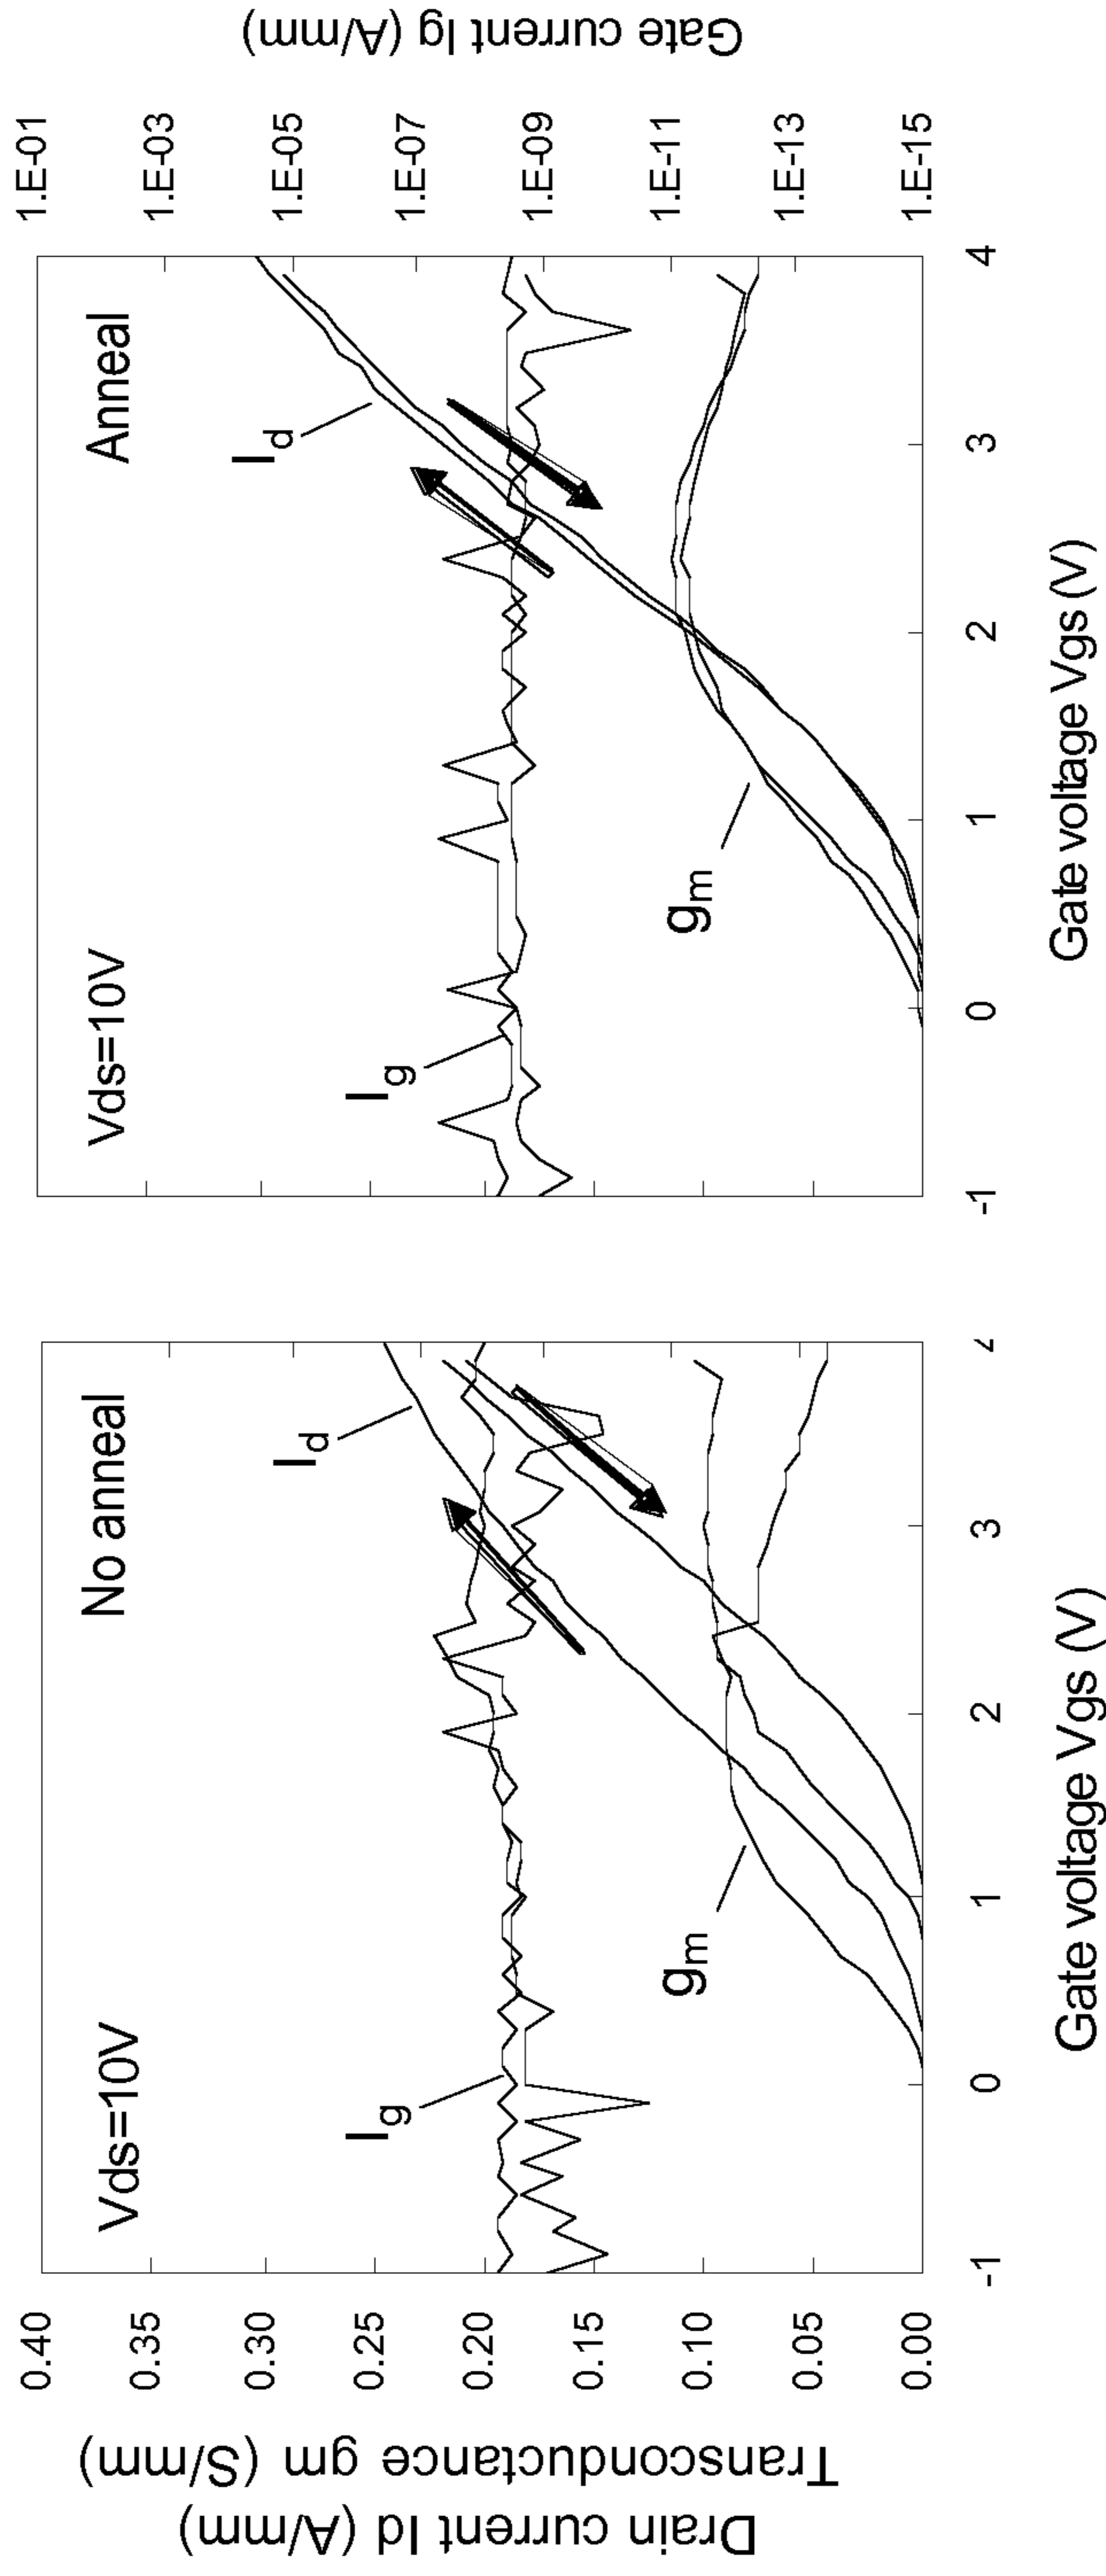 Drain current Id (A/mm)
Transconductance gm (S/mm)
0.40
0.35
0.30
0.25
0.20
0.15
0.10
0.05
0.00
Vds=10V
No anneal
Id
Ig
gm
-1
0
1
2
3
Gate voltage Vgs (V)
Vds=10V
Anneal
Id
Ig
gm
-1
0
1
2
3
4
Gate voltage Vgs (V)
1.E-01
1.E-03
1.E-05
1.E-07
1.E-09
1.E-11
1.E-13
1.E-15
Gate current Ig (A/mm)